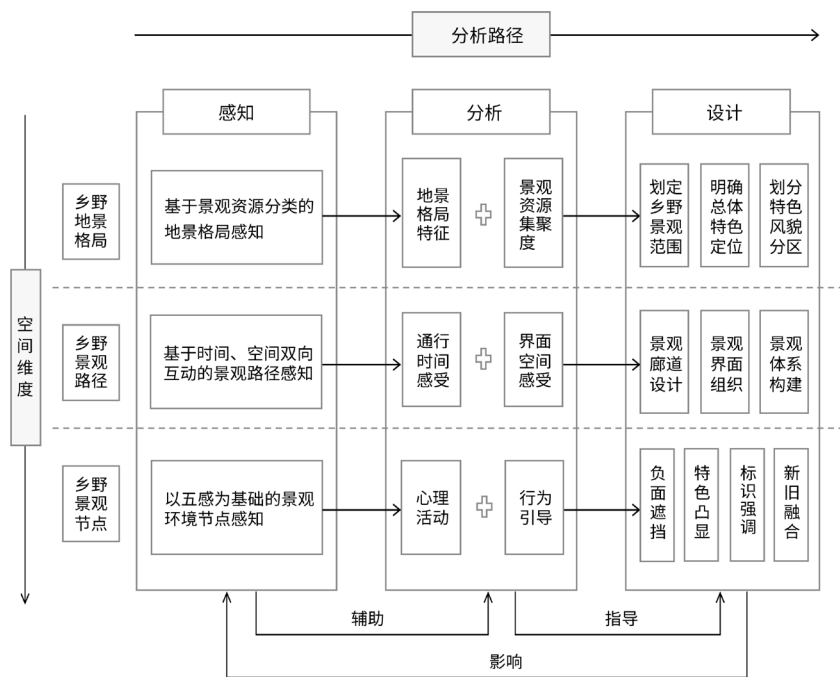 分析路径
感知
分析
设计
空
间
维
度
乡野
地景
格局
基于景观资源分类的
地景格局感知
地景
格局
特征
景观
资源
集聚
度
划定
乡野
景观
范围
明确
总体
特色
定位
划分
特色
风貌
分区
乡野
景观
路径
基于时间、空间双向
互动的景观路径感知
通行
时间
感受
界面
空间
感受
景观
廊道
设计
景观
界面
组织
景观
体系
构建
乡野
景观
节点
以五感为基础的景观
环境节点感知
心理
活动
行为
引导
负
面
遮
挡
特
色
凸
显
标
识
强
调
新
旧
融
合
辅助
指导
影响